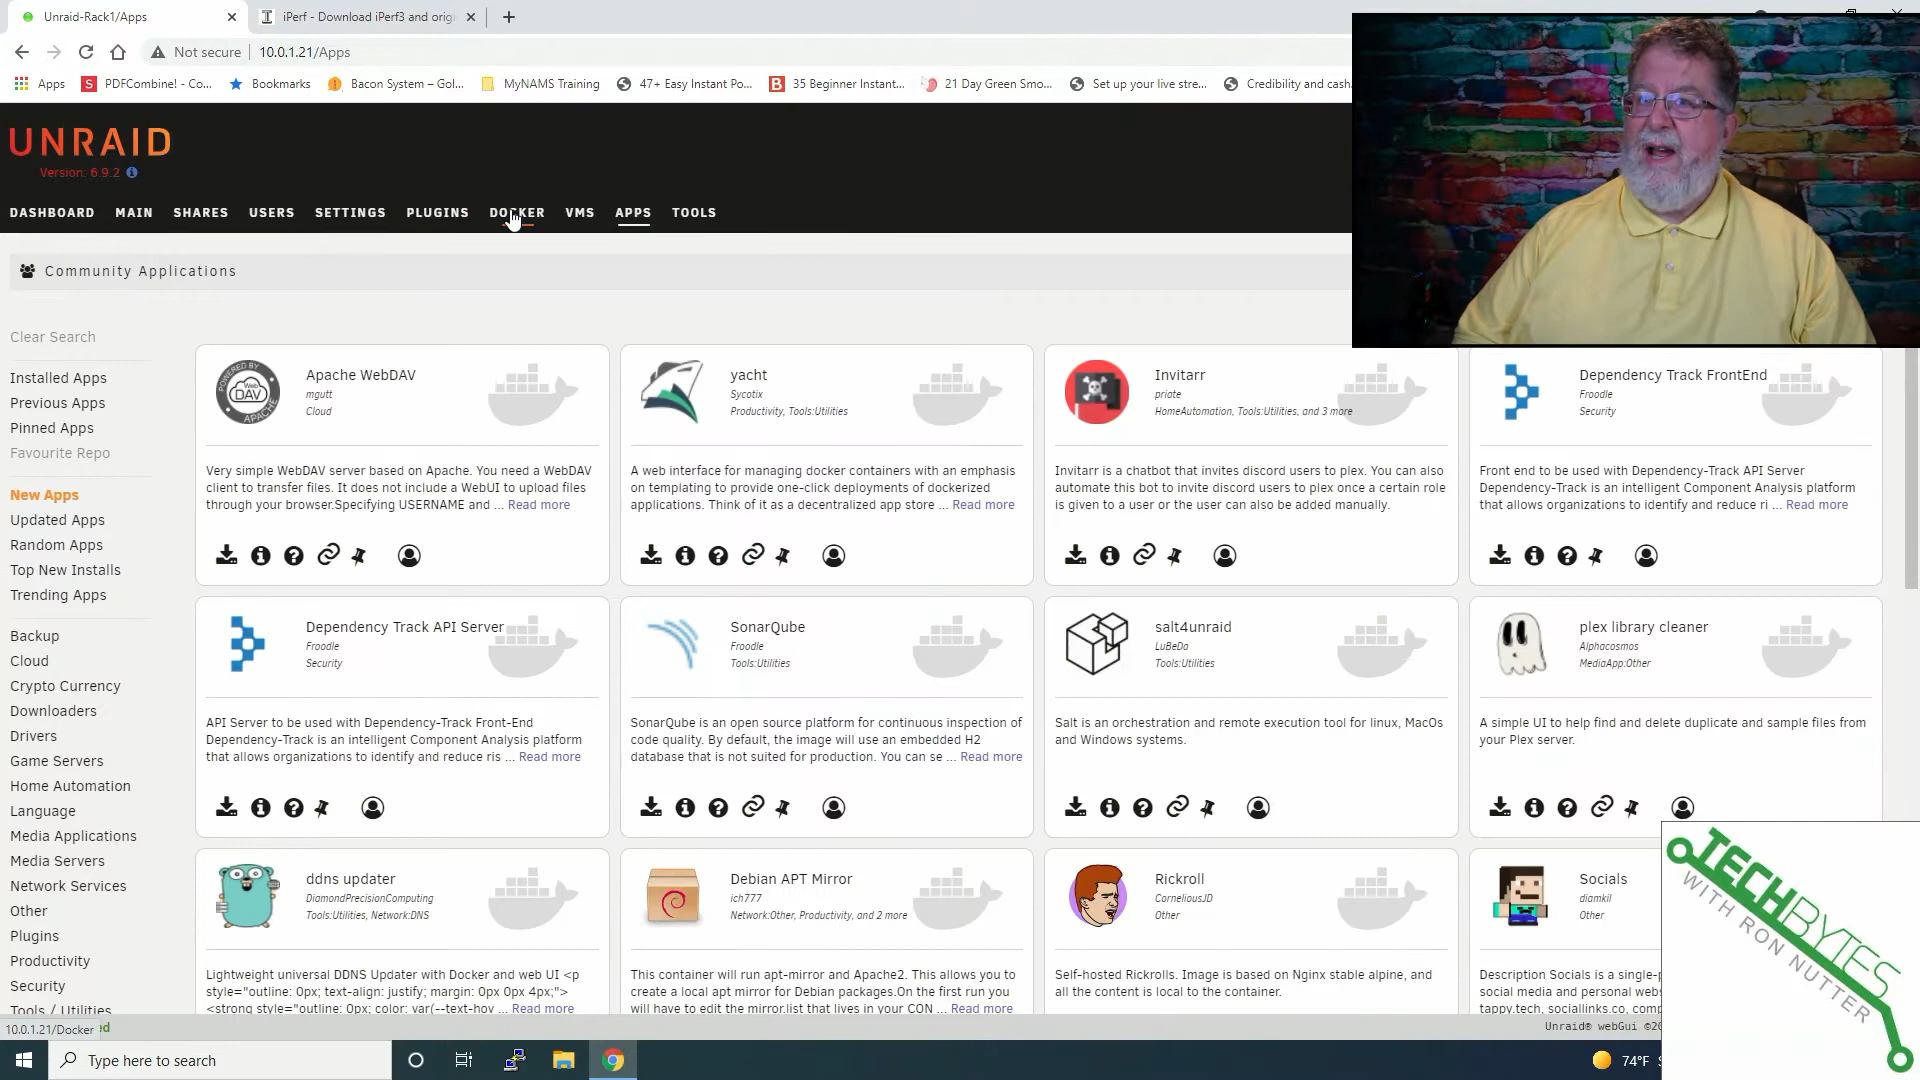 Unraid-Rack1/Apps
iPerf - Download iPerf3 and orig
Not secure
10.0.1.21/Apps
Apps
PDFCombine! - Co...
Bookmarks
Bacon System – Gol...
MyNAMS Training
47+ Easy Instant Po...
35 Beginner Instant...
21 Day Green Smo...
Set up your live stre...
Credibility and cash
UNRAID
Version: 6.9.2
DASHBOARD MAIN SHARES USERS SETTINGS PLUGINS DOCKER VMS APPS TOOLS
Community Applications
Clear Search
Installed Apps
Previous Apps
Pinned Apps
Favourite Repo
New Apps
Updated Apps
Random Apps
Top New Installs
Trending Apps
Backup
Cloud
Crypto Currency
Downloaders
Drivers
Game Servers
Home Automation
Language
Media Applications
Media Servers
Network Services
Other
Plugins
Productivity
Security
Tools / Utilities
POWERED BY
Web
DAV
APACHE
Apache WebDAV
mgutt
Cloud
Very simple WebDAV server based on Apache. You need a WebDAV
client to transfer files. It does not include a WebUI to upload files
through your browser.Specifying USERNAME and ... Read more
yacht
Sycotix
Productivity, Tools:Utilities
A web interface for managing docker containers with an emphasis
on templating to provide one-click deployments of dockerized
applications. Think of it as a decentralized app store ... Read more
Invitarr
priate
HomeAutomation, Tools:Utilities, and 3 more
Invitarr is a chatbot that invites discord users to plex. You can also
automate this bot to invite discord users to plex once a certain role
is given to a user or the user can also be added manually.
Dependency Track FrontEnd
Froodle
Security
Front end to be used with Dependency-Track API Server
Dependency-Track is an intelligent Component Analysis platform
that allows organizations to identify and reduce ri ... Read more
Dependency Track API Server
Froodle
Security
API Server to be used with Dependency-Track Front-End
Dependency-Track is an intelligent Component Analysis platform
that allows organizations to identify and reduce ris ... Read more
SonarQube
Froodle
Tools:Utilities
SonarQube is an open source platform for continuous inspection of
code quality. By default, the image will use an embedded H2
database that is not suited for production. You can se ... Read more
salt4unraid
LuBeDa
Tools:Utilities
Salt is an orchestration and remote execution tool for linux, MacOs
and Windows systems.
plex library cleaner
Alphacosmos
MediaApp:Other
A simple UI to help find and delete duplicate and sample files from
your Plex server.
ddns updater
DiamondPrecisionComputing
Tools:Utilities, Network:DNS
Lightweight universal DDNS Updater with Docker and web UI <p
style="outline: 0px; text-align: justify; margin: 0px 0px 4px;">
<strong style="outline: 0px; color: var(--text-hov ... Read more
Debian APT Mirror
ich777
Network:Other, Productivity, and 2 more
This container will run apt-mirror and Apache2. This allows you to
create a local apt mirror for Debian packages.On the first run you
will have to edit the mirror.list that lives in your CON ... Read more
Rickroll
CorneliousJD
Other
Self-hosted Rickrolls. Image is based on Nginx stable alpine, and
all the content is local to the container.
Socials
diamkil
Other
Description Socials is a single-p
social media and personal webs
tappy.tech, sociallinks.co, comp
TECHBYTES
WITH RON NUTTER
10.0.1.21/Docker
Unraid® webGui ©20
Type here to search
74°F